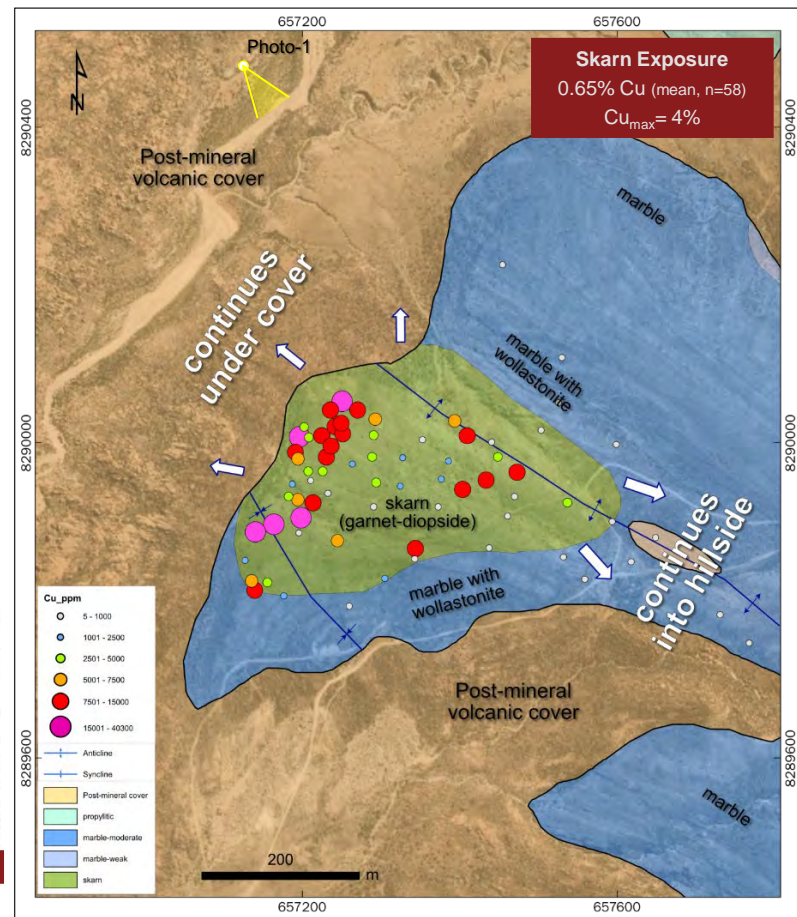 657200
657600
Photo-1
Skarn Exposure
0.65% Cu (mean, n=58)
Cumax= 4%
N
8290400
8290400
Post-mineral
volcanic cover
marble
continues
under cover
marble with
wollastonite
8290000
8290000
skarn
(garnet-diopside)
continues
into hillside
marble with
wollastonite
Cu_ppm
5 - 1000
1001 - 2500
2501 - 5000
5001 - 7500
7501 - 15000
15001 - 40300
Anticline
Syncline
Post-mineral cover
propylitic
marble-moderate
marble-weak
skarn
Post-mineral
volcanic cover
8289600
8289600
marble
200
m
657200
657600